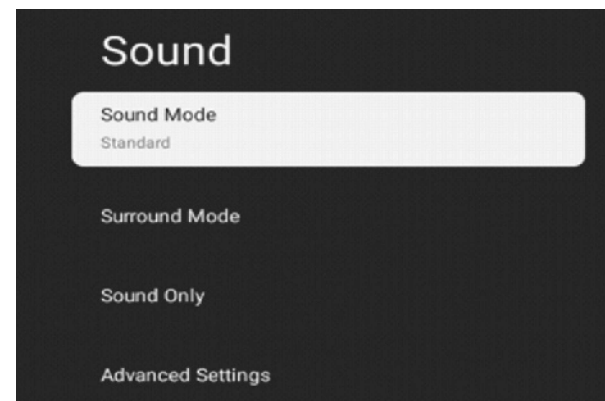 Sound
Sound Mode
Standard
Surround Mode
Sound Only
Advanced Settings